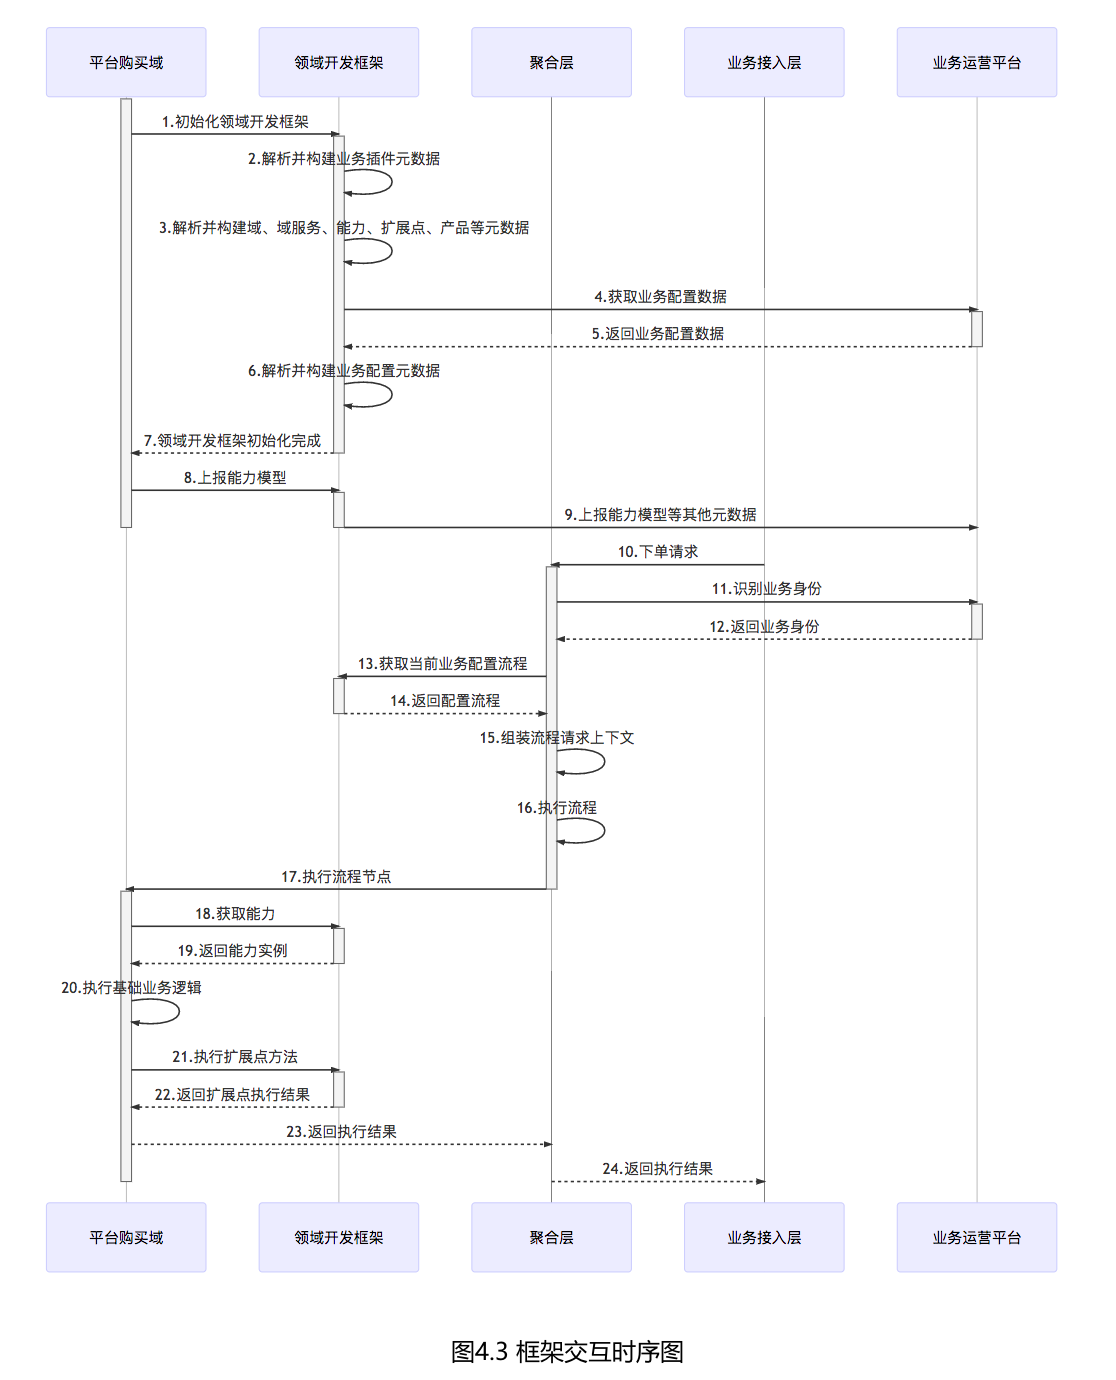 平台购买域
领域开发框架
聚合层
业务接入层
业务运营平台
1.初始化领域开发框架
2.解析并构建业务插件元数据
3.解析并构建域、域服务、能力、扩展点、产品等元数据
4.获取业务配置数据
5.返回业务配置数据
6.解析并构建业务配置元数据
7.领域开发框架初始化完成
8.上报能力模型
9.上报能力模型等其他元数据
10.下单请求
11.识别业务身份
12.返回业务身份
13.获取当前业务配置流程
14.返回配置流程
15.组装流程请求上下文
16.执行流程
17.执行流程节点
18.获取能力
19.返回能力实例
20.执行基础业务逻辑
21.执行扩展点方法
22.返回扩展点执行结果
23.返回执行结果
24.返回执行结果
平台购买域
领域开发框架
聚合层
业务接入层
业务运营平台
图4.3 框架交互时序图